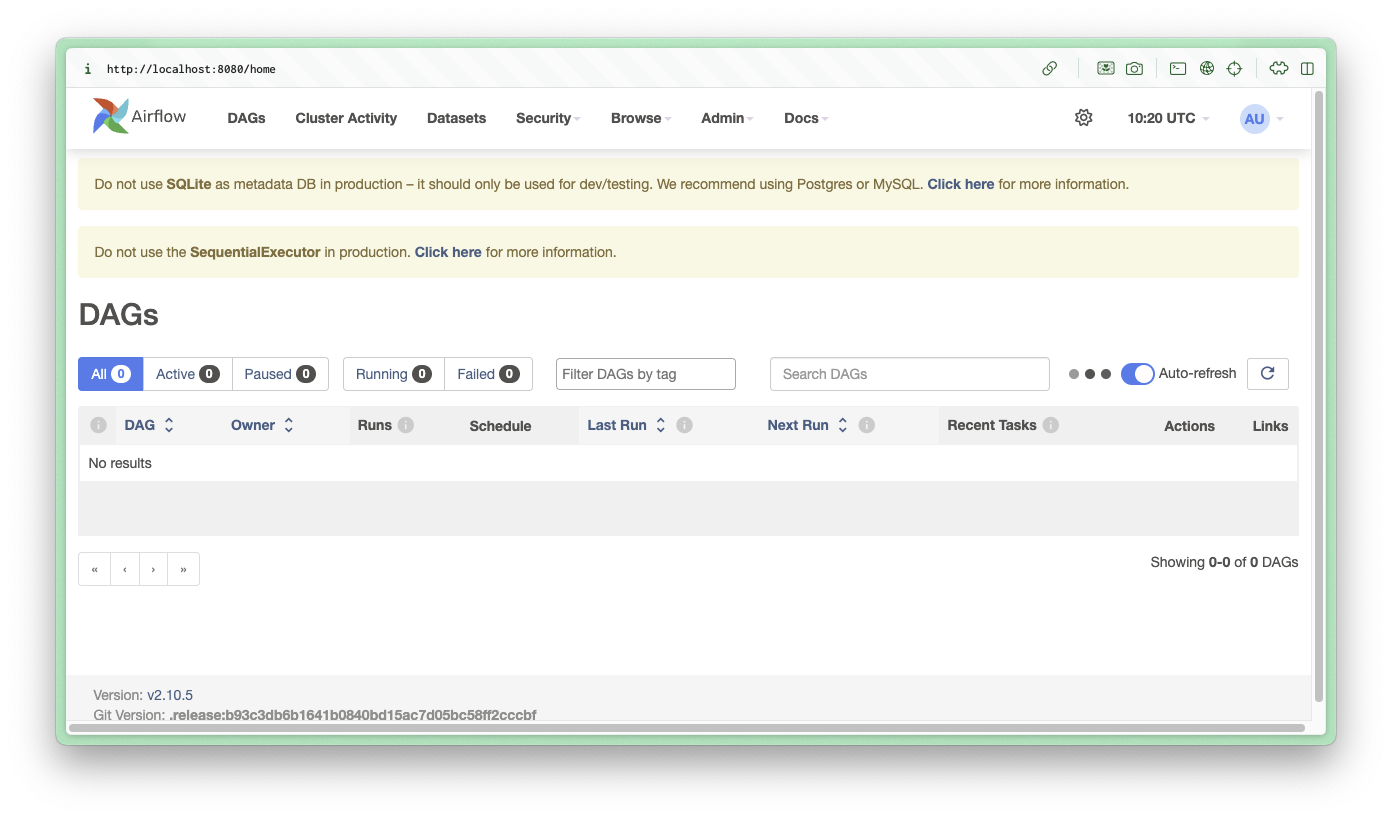 http://localhost:8080/home
Airflow DAGs Cluster Activity Datasets Security Browse Admin Docs 10:20 UTC AU
Do not use SQLite as metadata DB in production – it should only be used for dev/testing. We recommend using Postgres or MySQL. Click here for more information.
Do not use the SequentialExecutor in production. Click here for more information.
DAGs
All 0 Active 0 Paused 0 Running 0 Failed 0 Filter DAGs by tag Search DAGs Auto-refresh
DAG Owner Runs Schedule Last Run Next Run Recent Tasks Actions Links
No results
« ‹ › » Showing 0-0 of 0 DAGs
Version: v2.10.5
Git Version: .release:b93c3db6b1641b0840bd15ac7d05bc58ff2cccbf